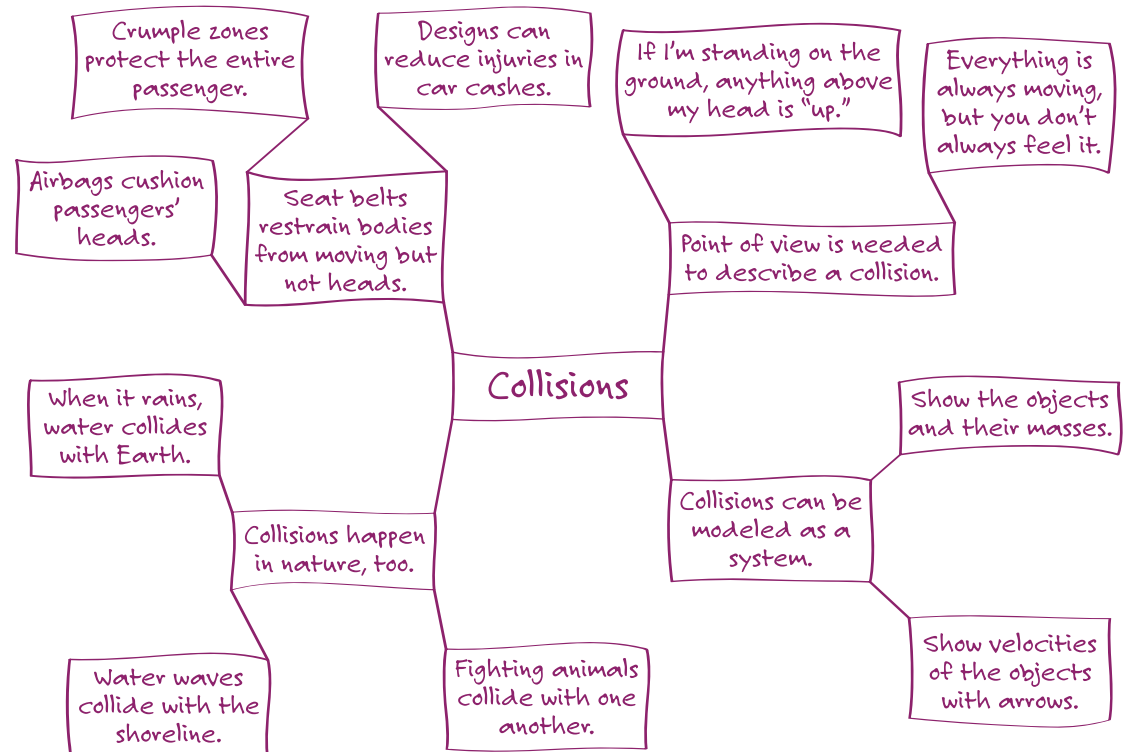 Crumple zones
protect the entire
passenger.
Designs can
reduce injuries in
car cashes.
If I'm standing on the
ground, anything above
my head is "up."
Everything is
always moving,
but you don't
always feel it.
Airbags cushion
passengers'
heads.
Seat belts
restrain bodies
from moving but
not heads.
Point of view is needed
to describe a collision.
Collisions
When it rains,
water collides
with Earth.
Show the objects
and their masses.
Collisions happen
in nature, too.
Collisions can be
modeled as a
system.
Water waves
collide with the
shoreline.
Fighting animals
collide with one
another.
Show velocities
of the objects
with arrows.